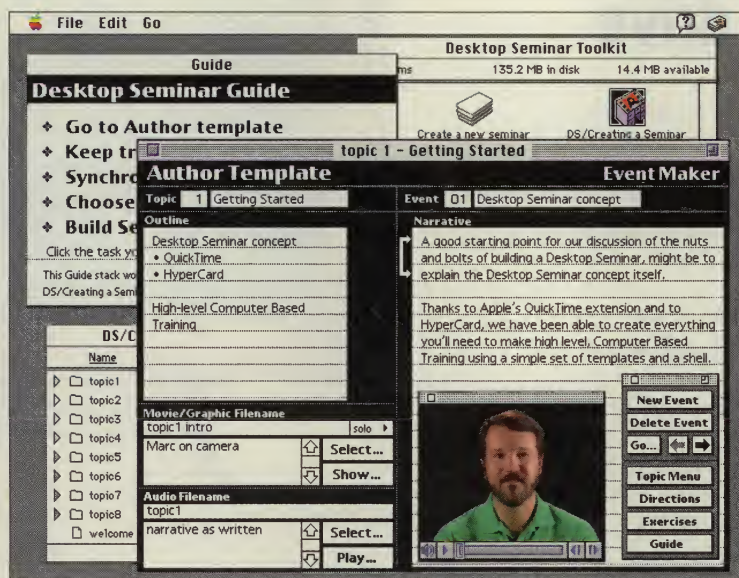 File Edit Go
Desktop Seminar Toolkit
ms 135.2 MB in disk 14.4 MB available
Create a new seminar DS/Creating a Seminar
Guide
Desktop Seminar Guide
Go to Author template
Keep tr
Synchro
Choose
Build Se
Click the task yo
This Guide stack wo
DS/Creating a Sem
topic 1 - Getting Started
Author Template
Event Maker
Topic 1 Getting Started
Event 01 Desktop Seminar concept
Outline
Desktop Seminar concept
• QuickTime
• HyperCard
High-level Computer Based
Training
Narrative
A good starting point for our discussion of the nuts
and bolts of building a Desktop Seminar, might be to
explain the Desktop Seminar concept itself.
Thanks to Apple's QuickTime extension and to
HyperCard, we have been able to create everything
you'll need to make high level, Computer Based
Training using a simple set of templates and a shell.
DS/C
Name
topic1
topic2
topic3
topic4
topic5
topic6
topic7
topic8
welcome
Movie/Graphic Filename
topic1 intro solo
Marc on camera
Select...
Show...
Audio Filename
topic1
narrative as written
Select...
Play...
New Event
Delete Event
Go...
Topic Menu
Directions
Exercises
Guide